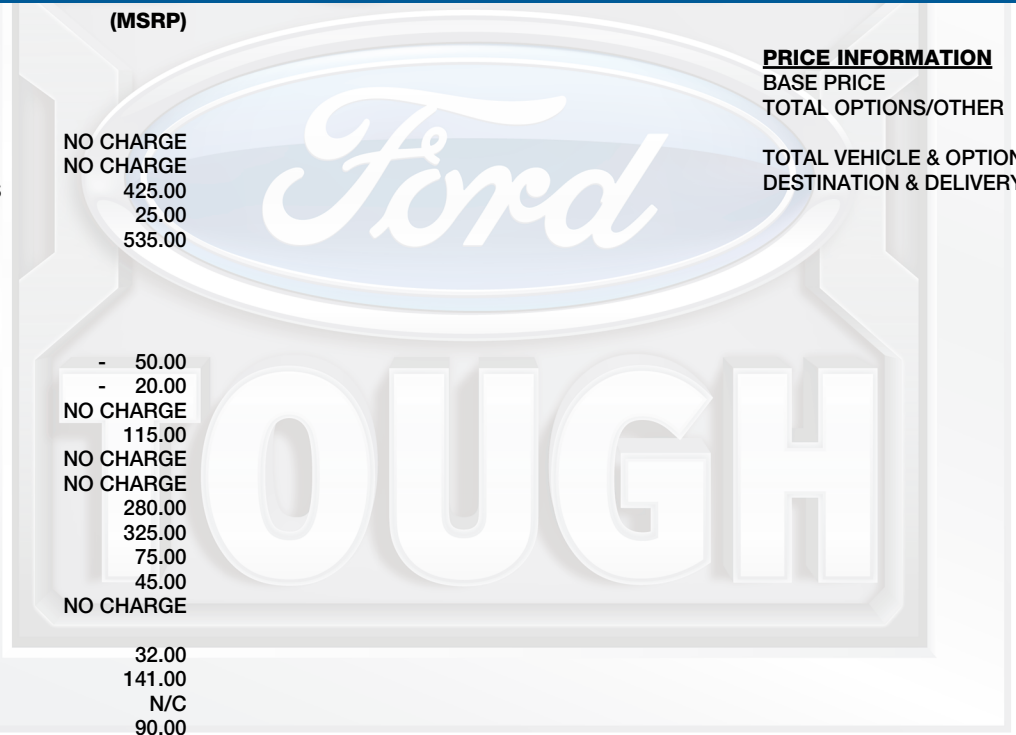 (MSRP)
NO CHARGE
NO CHARGE
425.00
25.00
535.00
- 50.00
- 20.00
NO CHARGE
115.00
NO CHARGE
NO CHARGE
280.00
325.00
75.00
45.00
NO CHARGE
32.00
141.00
N/C
90.00
PRICE INFORMATION
BASE PRICE
TOTAL OPTIONS/OTHER
TOTAL VEHICLE & OPTION
DESTINATION & DELIVERY
Ford
TOUGH